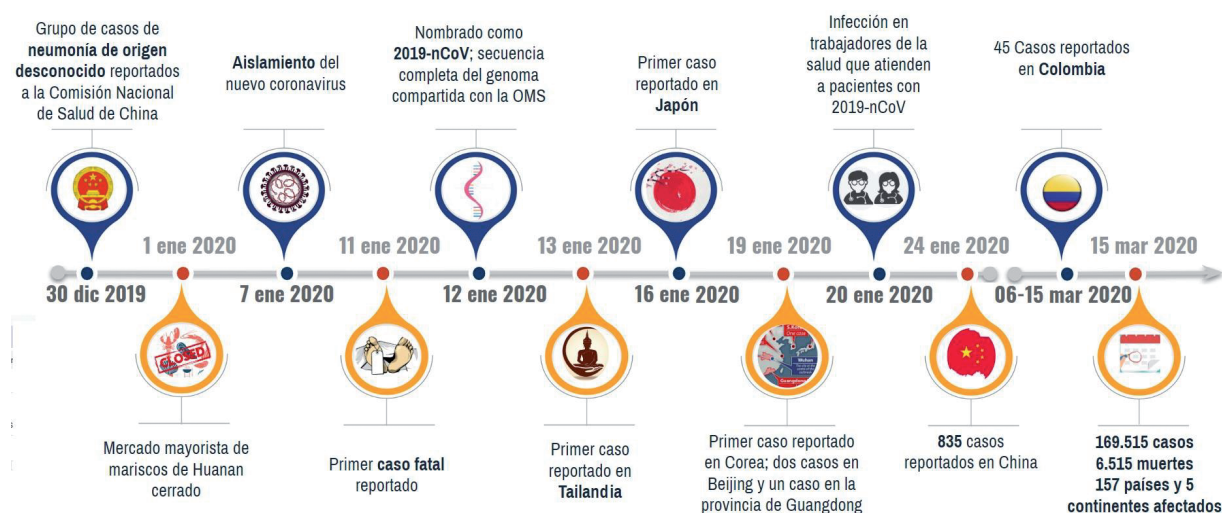 Grupo de casos de
neumonía de origen
desconocido reportados
a la Comisión Nacional
de Salud de China
Aislamiento del
nuevo coronavirus
Nombrado como
2019-nCoV; secuencia
completa del genoma
compartida con la OMS
Primer caso
reportado en
Japón
Infección en
trabajadores de la
salud que atienden
a pacientes con
2019-nCoV
45 Casos reportados
en Colombia
1 ene 2020
11 ene 2020
13 ene 2020
19 ene 2020
24 ene 2020
15 mar 2020
30 dic 2019
7 ene 2020
12 ene 2020
16 ene 2020
20 ene 2020
06-15 mar 2020
CLOSED
Wuhan
Guangdong
Mercado mayorista de
mariscos de Huanan
cerrado
Primer caso fatal
reportado
Primer caso
reportado en
Tailandia
Primer caso reportado
en Corea; dos casos en
Beijing y un caso en la
provincia de Guangdong
835 casos
reportados en China
169.515 casos
6.515 muertes
157 países y 5
continentes afectados